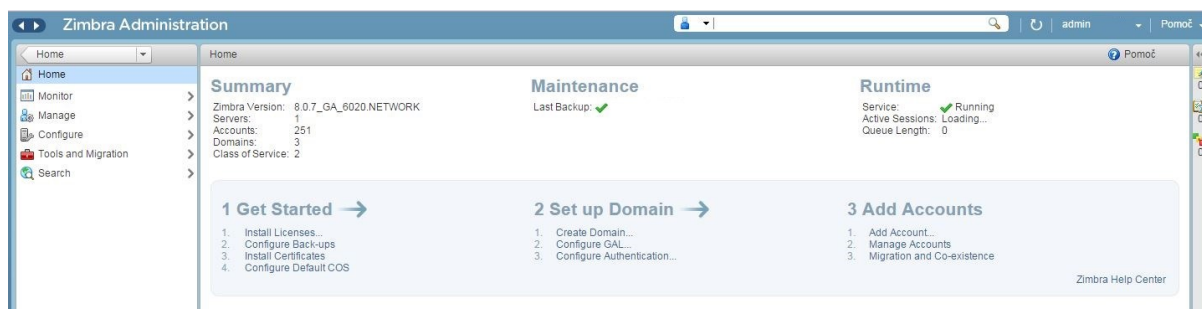 Zimbra Administration
admin
Pomoč
Home
Home
Pomoč
Home
Monitor
Manage
Configure
Tools and Migration
Search
Summary
Zimbra Version: 8.0.7_GA_6020.NETWORK
Servers: 1
Accounts: 251
Domains: 3
Class of Service: 2
Maintenance
Last Backup:
Runtime
Service: Running
Active Sessions: Loading...
Queue Length: 0
1 Get Started
1. Install Licenses...
2. Configure Back-ups
3. Install Certificates
4. Configure Default COS
2 Set up Domain
1. Create Domain...
2. Configure GAL...
3. Configure Authentication...
3 Add Accounts
1. Add Account...
2. Manage Accounts
3. Migration and Co-existence
Zimbra Help Center